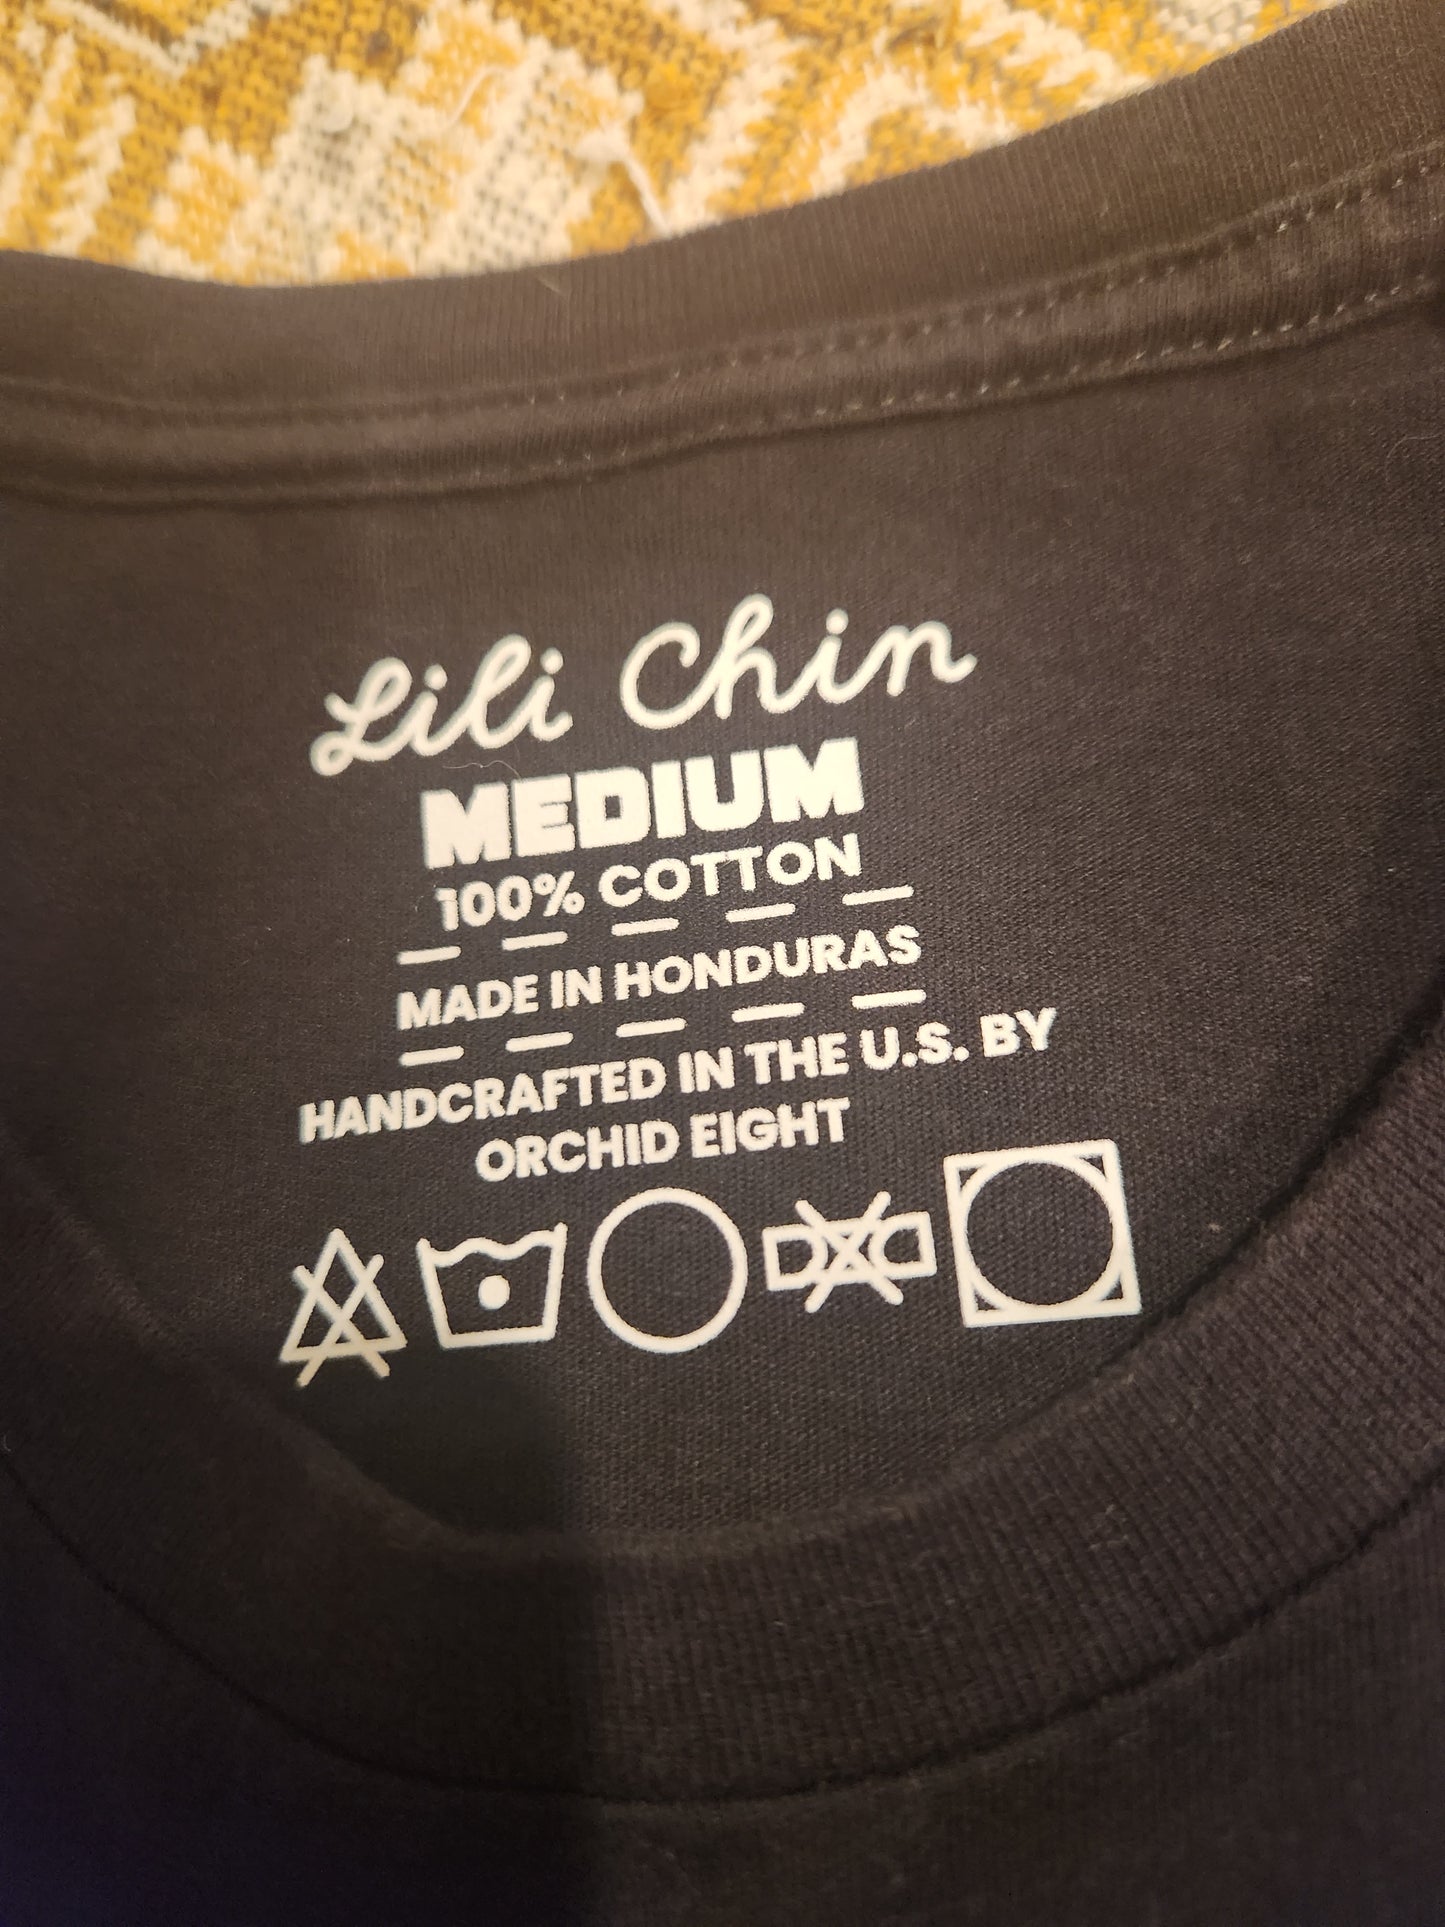 Lili Chin
MEDIUM
100% COTTON
MADE IN HONDURAS
HANDCRAFTED IN THE U.S. BY
ORCHID EIGHT